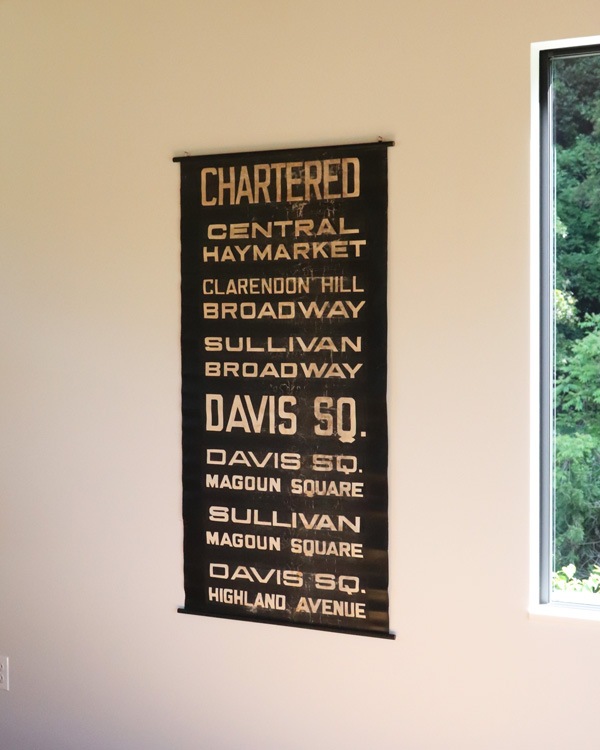 CHARTERED
CENTRAL
HAYMARKET
CLARENDON HILL
BROADWAY
SULLIVAN
BROADWAY
DAVIS SQ.
DAVIS SQ.
MAGOUN SQUARE
SULLIVAN
MAGOUN SQUARE
DAVIS SQ.
HIGHLAND AVENUE